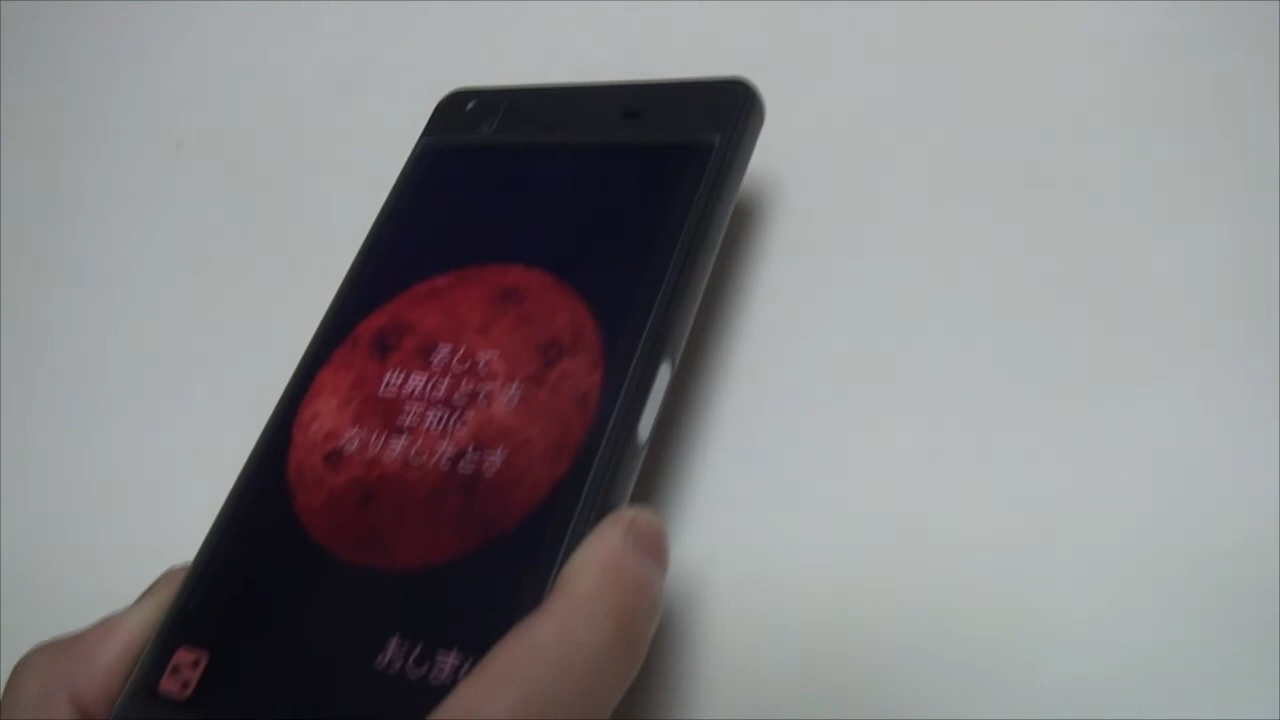 そして
世界はとても
平和に
なりましたとさ
おしまい